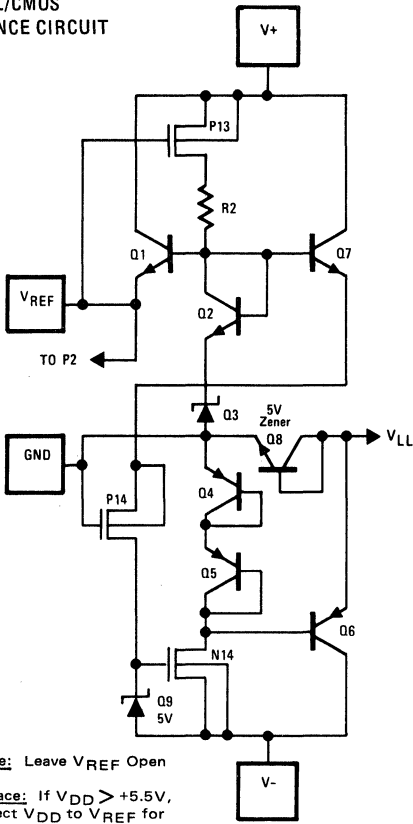 L/CMOS
NCE CIRCUIT
V+
P13
R2
Q1
Q7
VREF
Q2
TO P2
Q3
5V
Zener
Q8
VLL
GND
P14
Q4
Q5
Q6
N14
Q9
5V
e: Leave VREF Open
ace: If VDD > +5.5V,
ect VDD to VREF for
V-